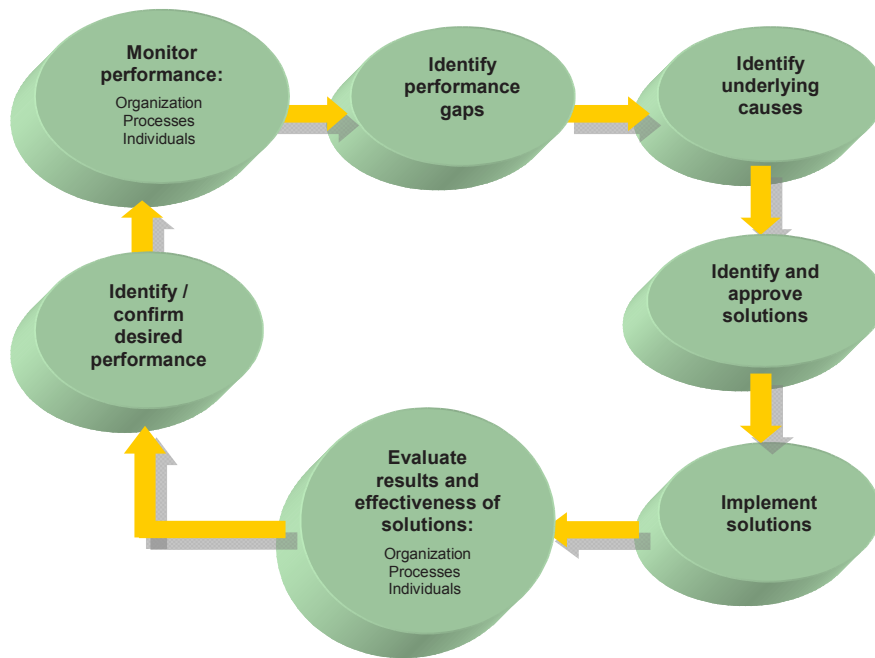 Monitor
performance:
Organization
Processes
Individuals
Identify
performance
gaps
Identify
underlying
causes
Identify and
approve
solutions
Implement
solutions
Evaluate
results and
effectiveness of
solutions:
Organization
Processes
Individuals
Identify /
confirm
desired
performance